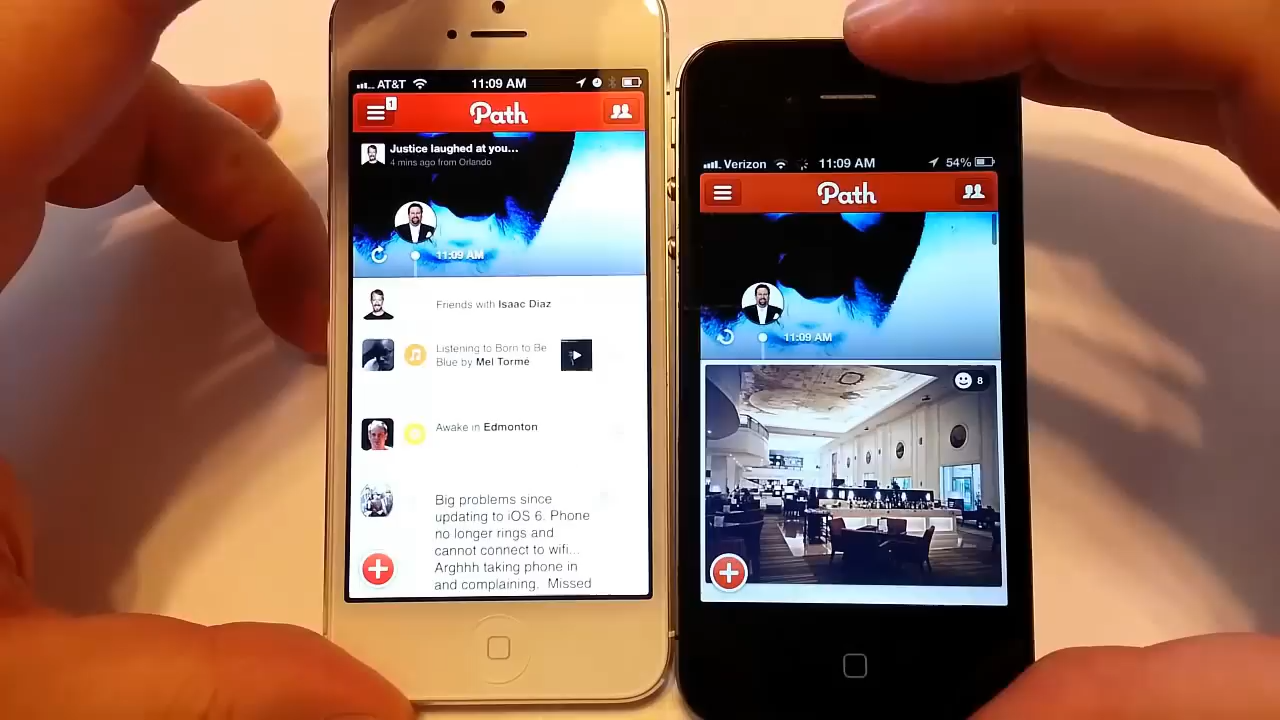 AT&T 11:09 AM
1
Path
Justice laughed at you...
4 mins ago from Orlando
11:09 AM
Friends with Isaac Diaz
Listening to Born to Be
Blue by Mel Tormé
Awake in Edmonton
Big problems since
updating to iOS 6. Phone
no longer rings and
cannot connect to wifi...
Arghhh taking phone in
and complaining. Missed
Verizon 11:09 AM 54%
Path
11:09 AM
8